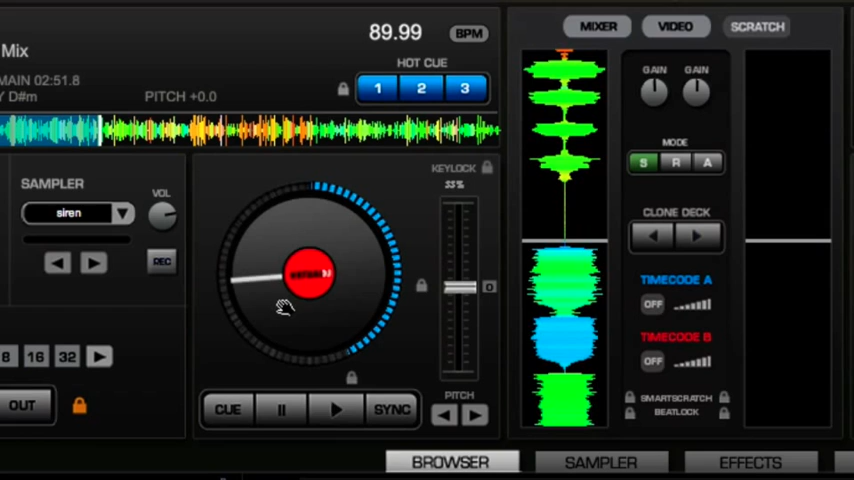 89.99 BPM
MIXER VIDEO SCRATCH
Mix
HOT CUE
MAIN 02:51.8
Y D#m
PITCH +0.0
1 2 3
GAIN GAIN
MODE
S R A
SAMPLER
VOL
KEYLOCK
33%
siren
CLONE DECK
REC
D
TIMECODE A
OFF
TIMECODE B
OFF
8 16 32
SMARTSCRATCH
BEATLOCK
PITCH
OUT
CUE SYNC
BROWSER SAMPLER EFFECTS